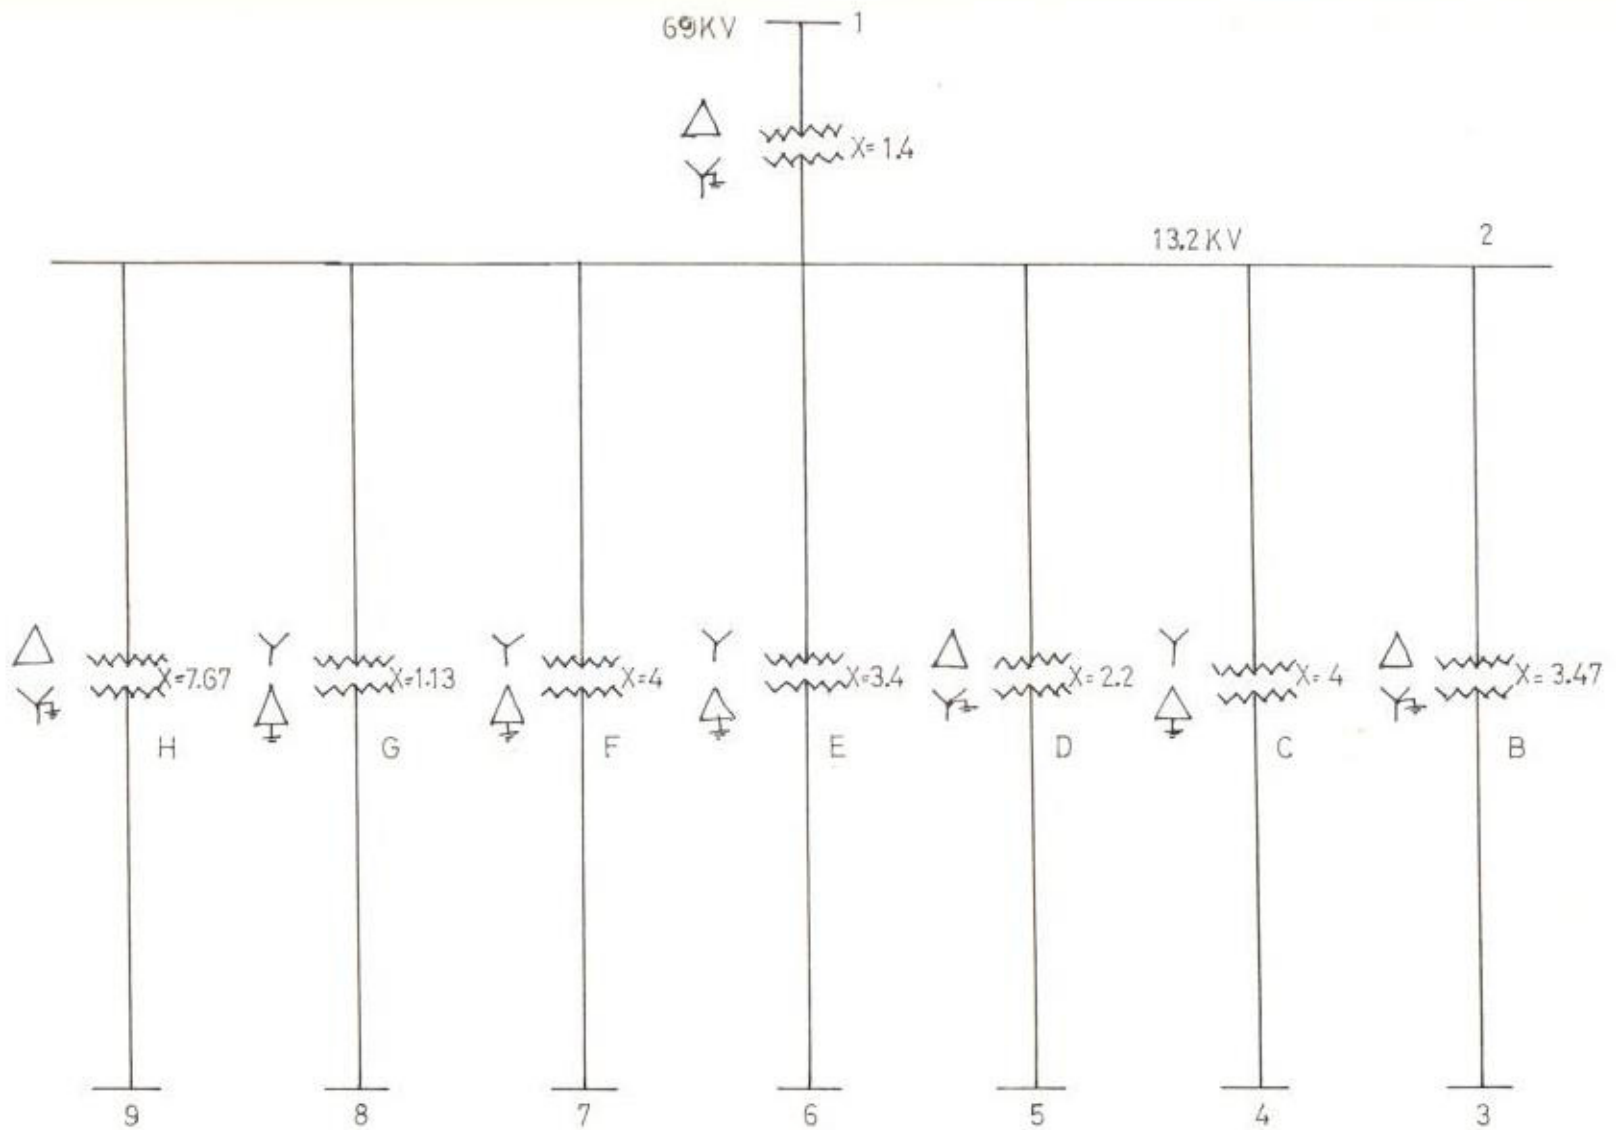 69KV 1
X= 1.4
13.2KV 2
X=7.67 X=1.13 X=4 X=3.4 X=2.2 X= 4 X= 3.47
H G F E D C B
9 8 7 6 5 4 3